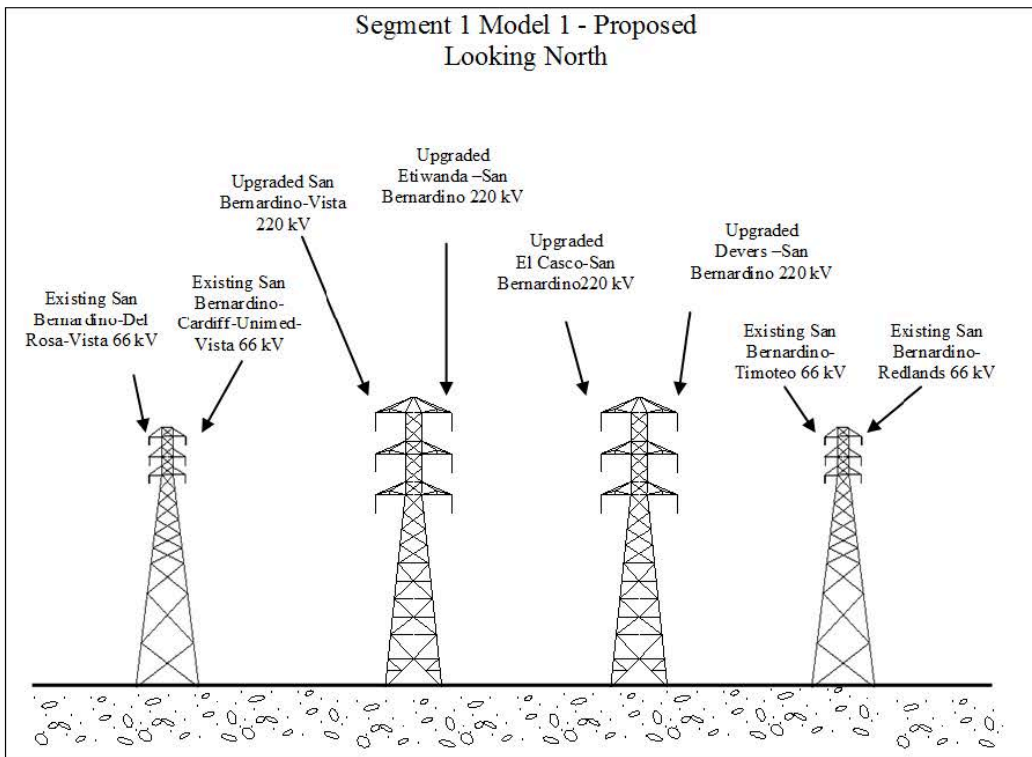 Segment 1 Model 1 - Proposed
Looking North
Existing San
Bernardino-Del
Rosa-Vista 66 kV
Existing San
Bernardino-
Cardiff-Unimed-
Vista 66 kV
Upgraded San
Bernardino-Vista
220 kV
Upgraded
Etiwanda –San
Bernardino 220 kV
Upgraded
El Casco-San
Bernardino220 kV
Upgraded
Devers –San
Bernardino 220 kV
Existing San
Bernardino-
Timoteo 66 kV
Existing San
Bernardino-
Redlands 66 kV